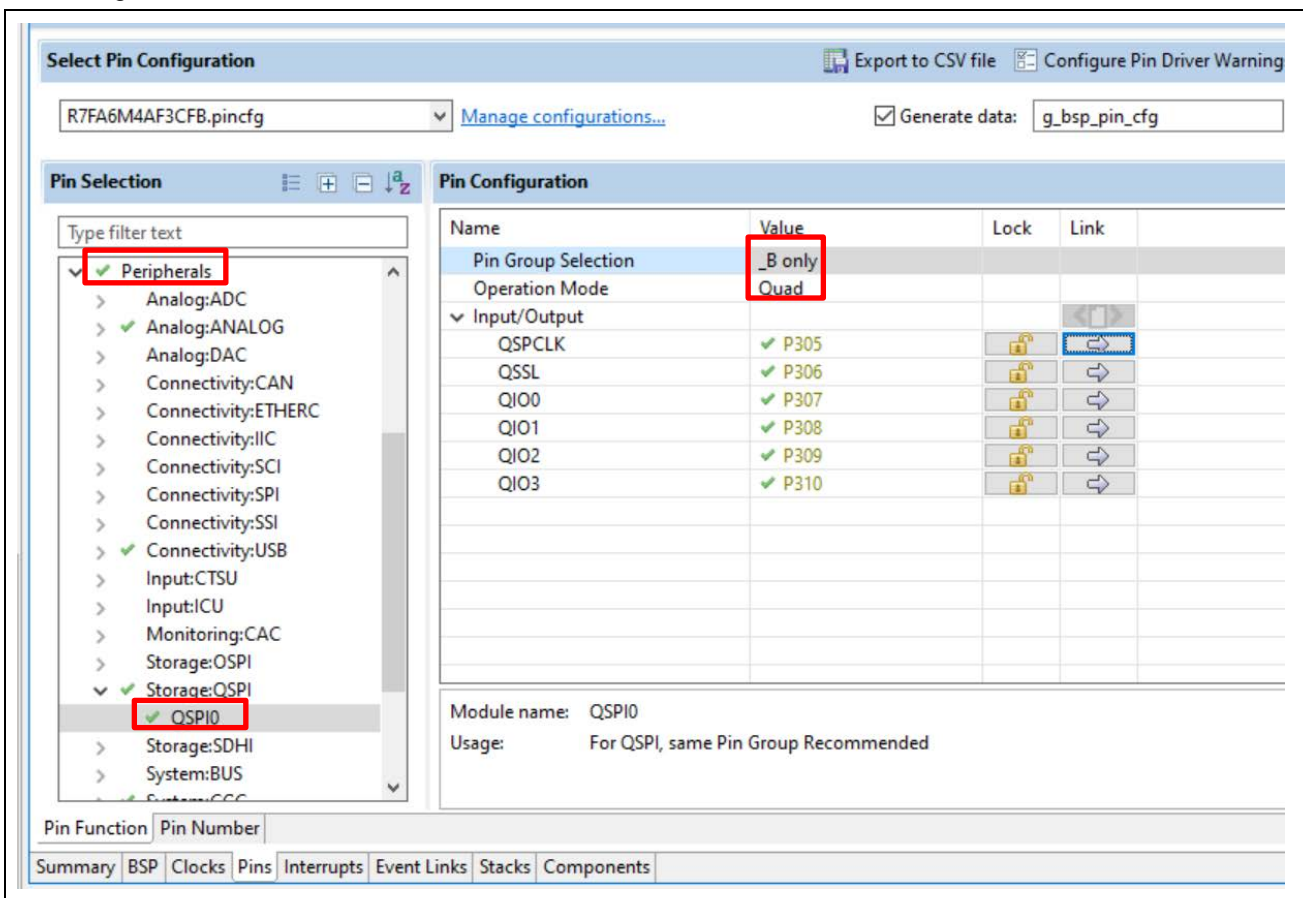 Select Pin Configuration Export to CSV file Configure Pin Driver Warning
R7FA6M4AF3CFB.pincfg Manage configurations... Generate data: g_bsp_pin_cfg
Pin Selection
Type filter text
Peripherals
Analog:ADC
Analog:ANALOG
Analog:DAC
Connectivity:CAN
Connectivity:ETHERC
Connectivity:IIC
Connectivity:SCI
Connectivity:SPI
Connectivity:SSI
Connectivity:USB
Input:CTSU
Input:ICU
Monitoring:CAC
Storage:OSPI
Storage:QSPI
QSPI0
Storage:SDHI
System:BUS
Pin Configuration
Name Value Lock Link
Pin Group Selection _B only
Operation Mode Quad
Input/Output
QSPCLK P305
QSSL P306
QIO0 P307
QIO1 P308
QIO2 P309
QIO3 P310
Module name: QSPI0
Usage: For QSPI, same Pin Group Recommended
Pin Function Pin Number
Summary BSP Clocks Pins Interrupts Event Links Stacks Components